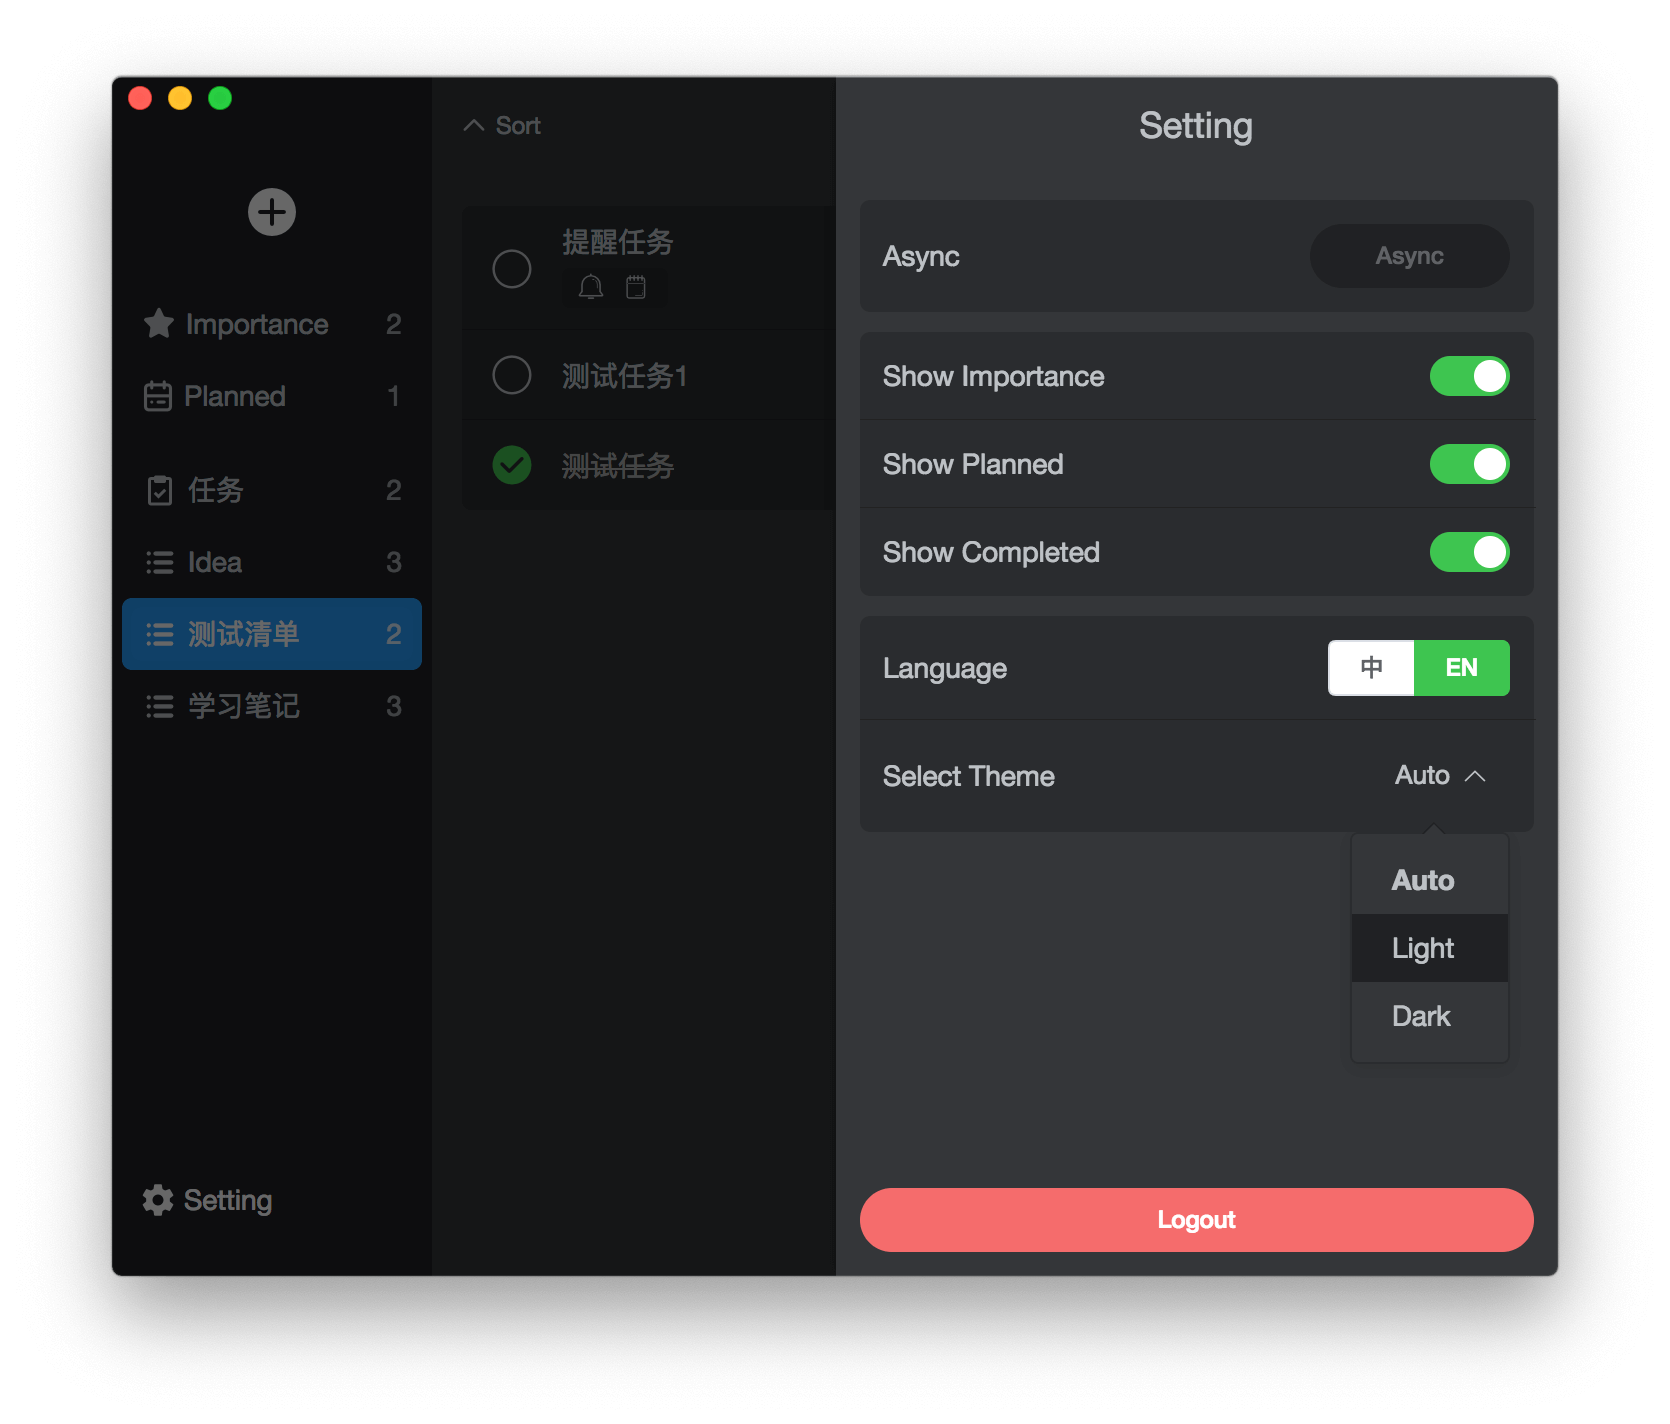 Importance 2
Planned 1
任务 2
Idea 3
测试清单 2
学习笔记 3
Setting
Sort
提醒任务
测试任务1
测试任务
Setting
Async Async
Show Importance
Show Planned
Show Completed
Language 中 EN
Select Theme Auto
Auto
Light
Dark
Logout